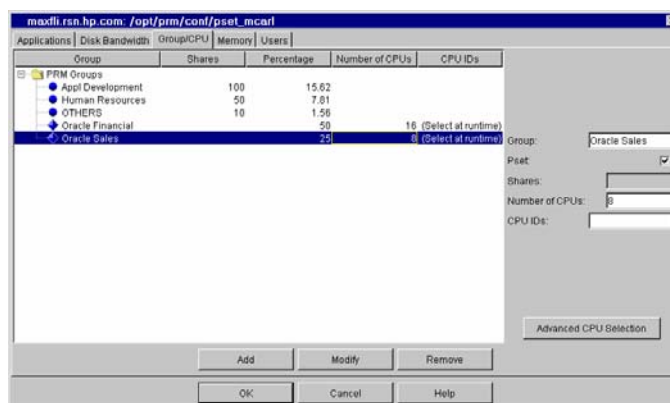 maxfli.rsn.hp.com: /opt/prm/conf/pset_mcarl
Applications Disk Bandwidth Group/CPU Memory Users
Group Shares Percentage Number of CPUs CPU IDs
PRM Groups
Appl Development 100 15.62
Human Resources 50 7.81
OTHERS 10 1.56
Oracle Financial 50 16 (Select at runtime)
Oracle Sales 25 8 (Select at runtime)
Group: Oracle Sales
Pset:
Shares:
Number of CPUs: 8
CPU IDs:
Advanced CPU Selection
Add Modify Remove
OK Cancel Help